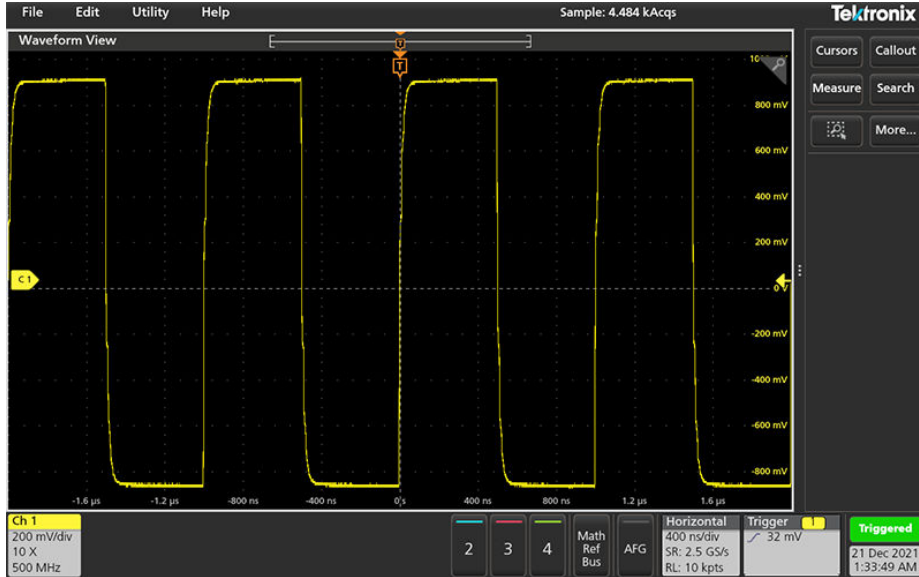 File Edit Utility Help Sample: 4.484 kAcqs Tektronix
Waveform View
Cursors Callout
Measure Search
More...
T
T
800 mV
600 mV
400 mV
200 mV
C1
0 V
-200 mV
-400 mV
-600 mV
-800 mV
-1.6 µs -1.2 µs -800 ns -400 ns 0 s 400 ns 800 ns 1.2 µs 1.6 µs
Ch 1
200 mV/div
10 X
500 MHz
2 3 4
Math
Ref
Bus
AFG
Horizontal
400 ns/div
SR: 2.5 GS/s
RL: 10 kpts
Trigger 1
32 mV
Triggered
21 Dec 2021
1:33:49 AM